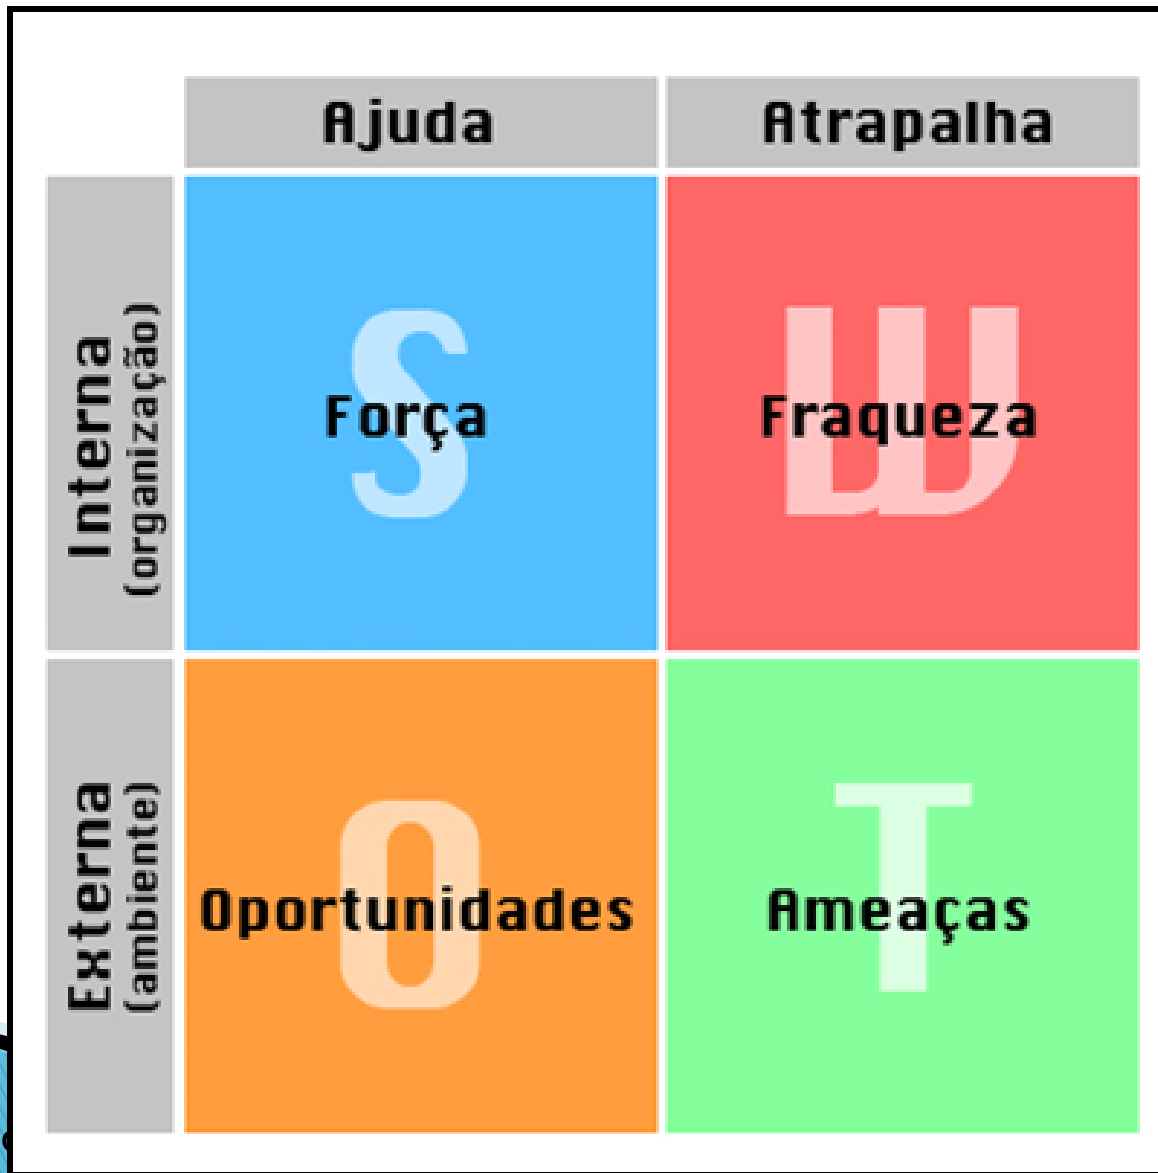 Ajuda
Atrapalha
Interna
(organização)
S
Força
W
Fraqueza
Externa
(ambiente)
O
Oportunidades
T
Ameaças